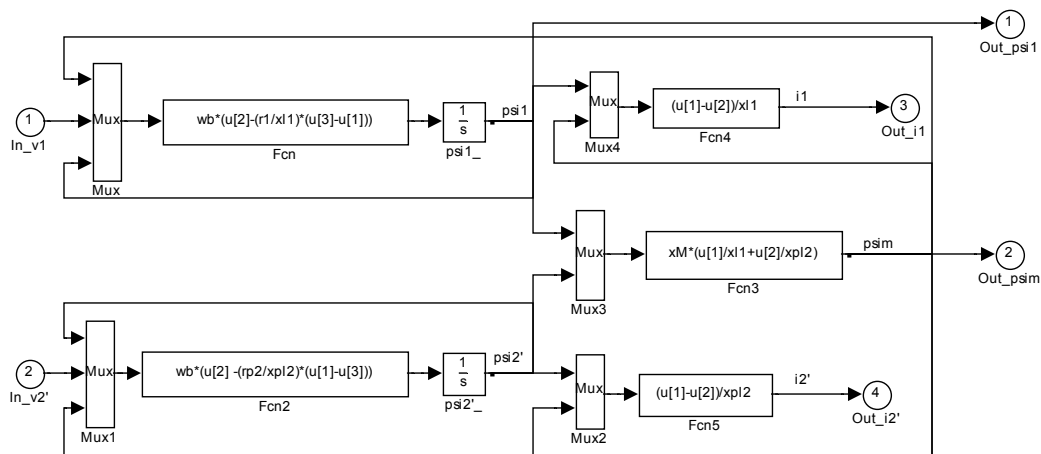 1
Out_psi1
1
In_v1
Mux
Mux
wb*(u[2]-(r1/xl1)*(u[3]-u[1]))
Fcn
1
s
psi1_
psi1
Mux
Mux4
(u[1]-u[2])/xl1
Fcn4
i1
3
Out_i1
Mux
Mux3
xM*(u[1]/xl1+u[2]/xpl2)
Fcn3
psim
2
Out_psim
2
In_v2'
Mux
Mux1
wb*(u[2] -(rp2/xpl2)*(u[1]-u[3]))
Fcn2
1
s
psi2'_
psi2'
Mux
Mux2
(u[1]-u[2])/xpl2
Fcn5
i2'
4
Out_i2'